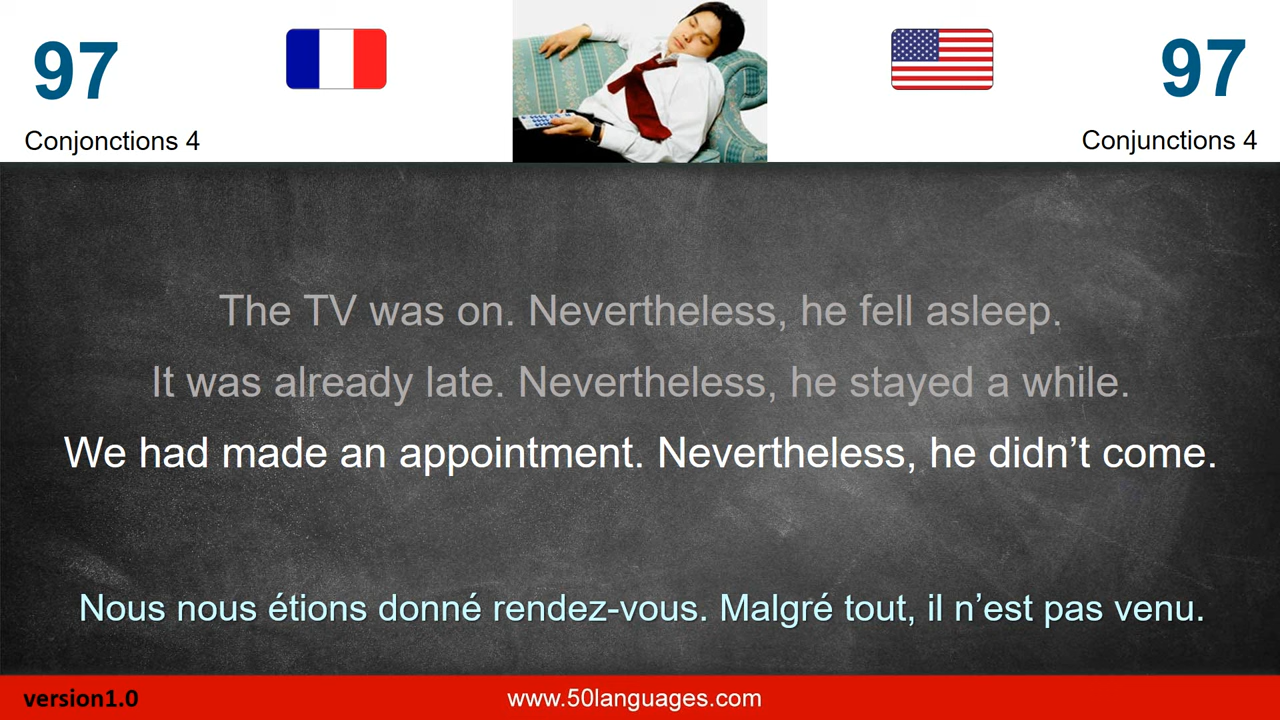 97
97
Conjonctions 4
Conjunctions 4
The TV was on. Nevertheless, he fell asleep.
It was already late. Nevertheless, he stayed a while.
We had made an appointment. Nevertheless, he didn’t come.
Nous nous étions donné rendez-vous. Malgré tout, il n’est pas venu.
version1.0
www.50languages.com